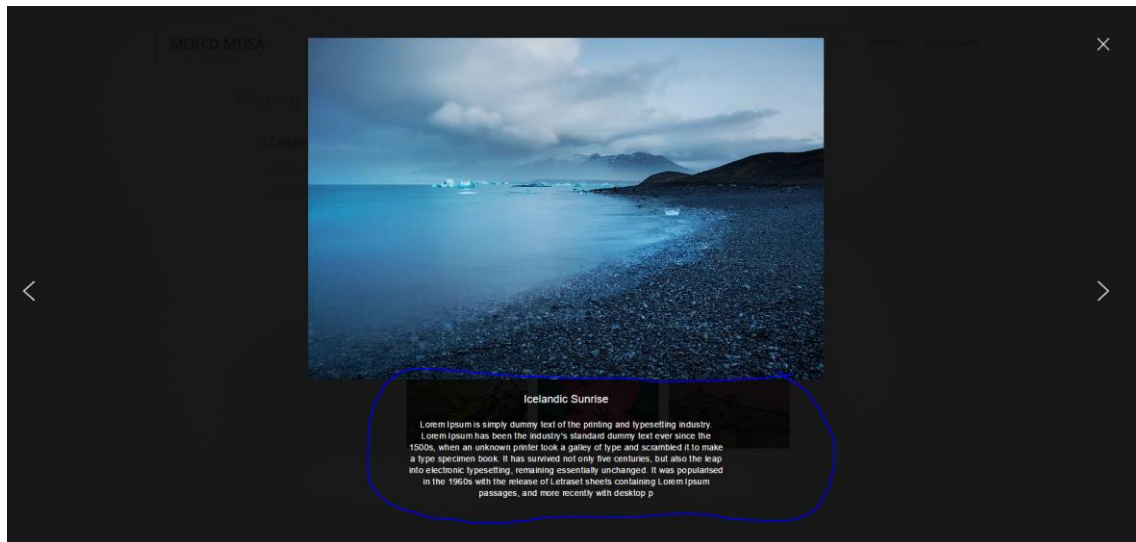 MOH'D MUSA
Icelandic Sunrise
Lorem Ipsum is simply dummy text of the printing and typesetting industry.
Lorem Ipsum has been the industry's standard dummy text ever since the
1500s, when an unknown printer took a galley of type and scrambled it to make
a type specimen book. It has survived not only five centuries, but also the leap
into electronic typesetting, remaining essentially unchanged. It was popularised
in the 1960s with the release of Letraset sheets containing Lorem Ipsum
passages, and more recently with desktop p